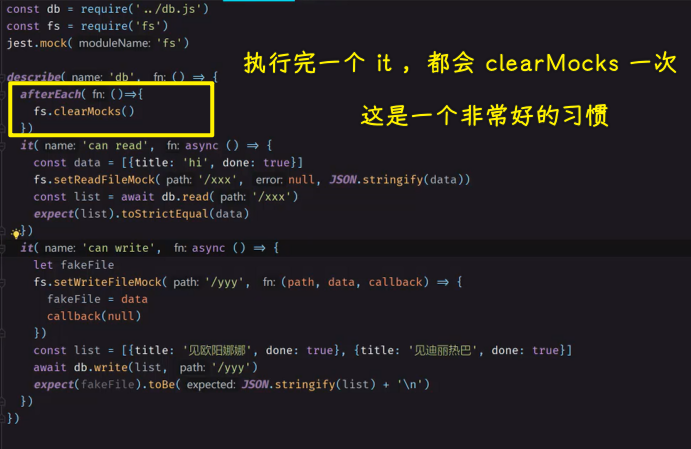 const db = require('../db.js')
const fs = require('fs')
jest.mock( moduleName: 'fs')
describe( name: 'db', fn: () => {
afterEach( fn: ()=>{
fs.clearMocks()
})
it( name: 'can read', fn: async () => {
const data = [{title: 'hi', done: true}]
fs.setReadFileMock( path: '/xxx', error: null, JSON.stringify(data))
const list = await db.read( path: '/xxx')
expect(list).toStrictEqual(data)
})
it( name: 'can write', fn: async () => {
let fakeFile
fs.setWriteFileMock( path: '/yyy', fn: (path, data, callback) => {
fakeFile = data
callback(null)
})
const list = [{title: '见欧阳娜娜', done: true}, {title: '见迪丽热巴', done: true}]
await db.write(list, path: '/yyy')
expect(fakeFile).toBe( expected: JSON.stringify(list) + '\n')
})
})
执行完一个 it ，都会 clearMocks 一次
这是一个非常好的习惯